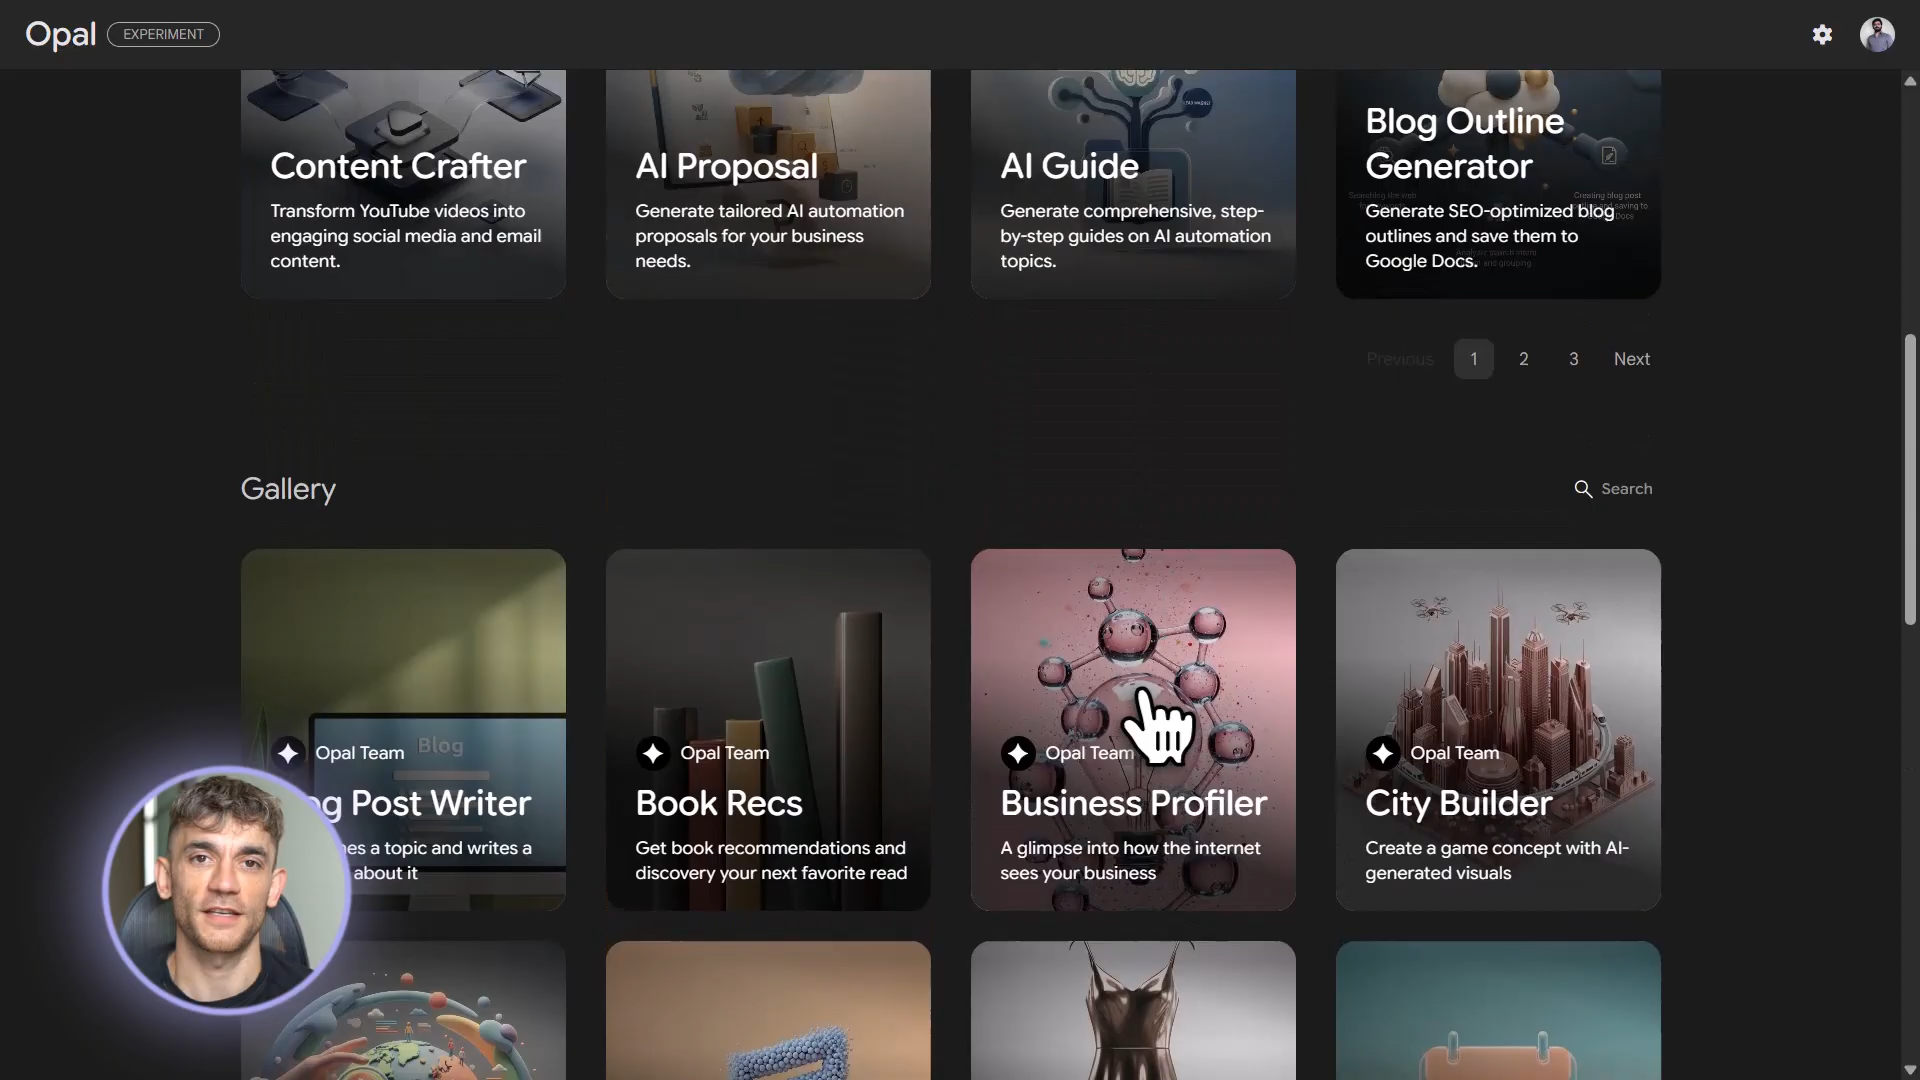 Opal EXPERIMENT
Content Crafter
Transform YouTube videos into
engaging social media and email
content.
AI Proposal
Generate tailored AI automation
proposals for your business
needs.
AI Guide
Generate comprehensive, step-
by-step guides on AI automation
topics.
Blog Outline
Generator
Creating blog post
Generate SEO-optimized blog
outlines and save them to
Google Docs.
Previous 1 2 3 Next
Gallery
Search
Blog
Opal Team
Post Writer
a topic and writes a
about it
Opal Team
Book Recs
Get book recommendations and
discovery your next favorite read
Opal Team
Business Profiler
A glimpse into how the internet
sees your business
Opal Team
City Builder
Create a game concept with AI-
generated visuals